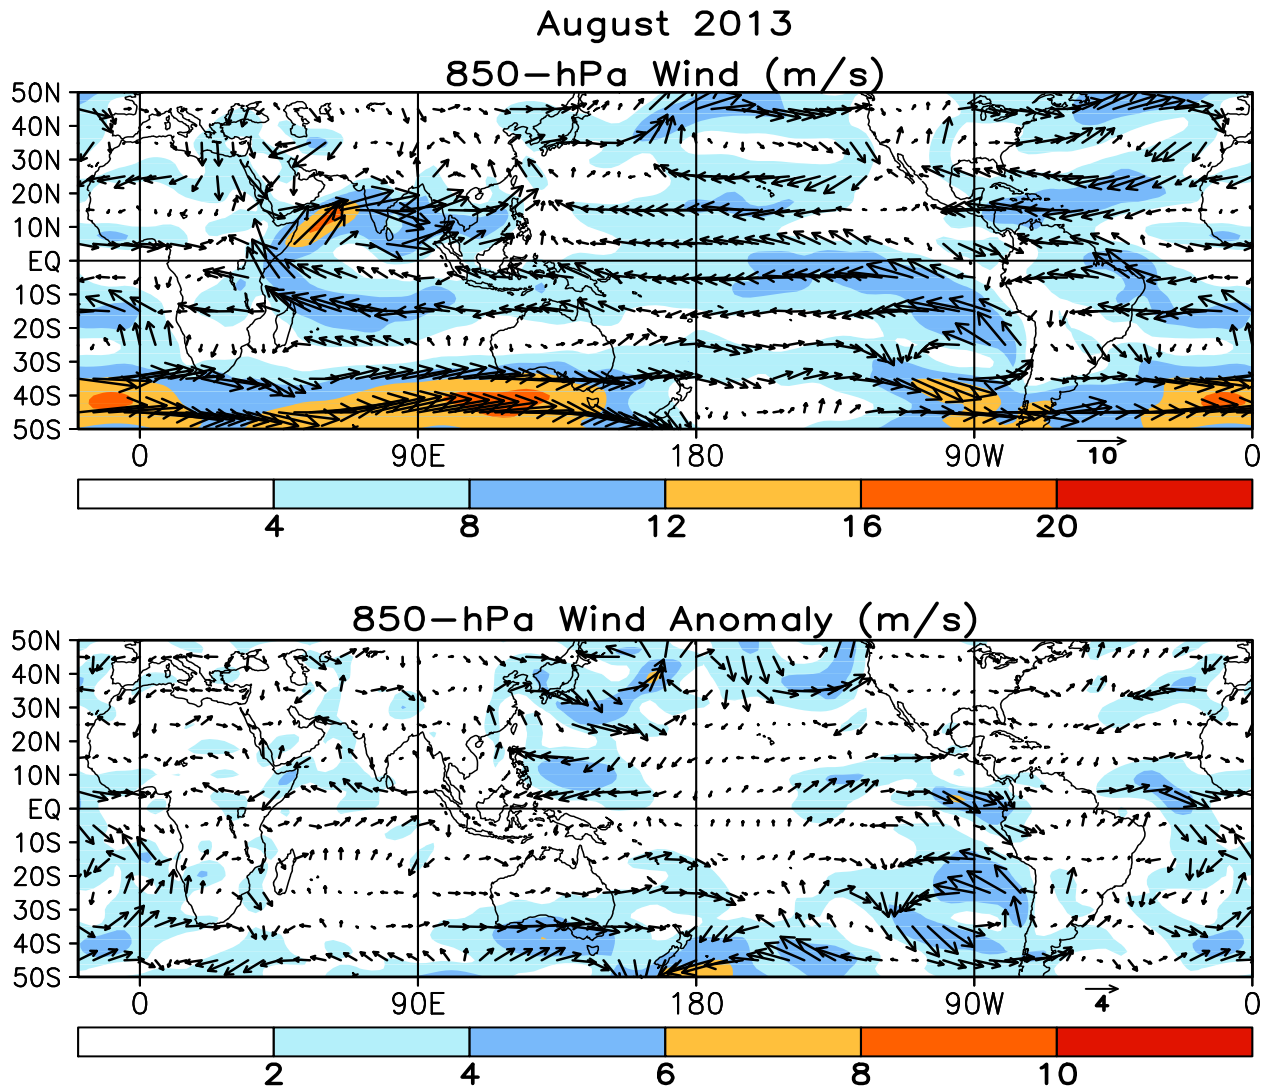 August 2013
850-hPa Wind (m/s)
50N
40N
30N
20N
10N
EQ
10S
20S
30S
40S
50S
0 90E 180 90W 0
10
4 8 12 16 20
850-hPa Wind Anomaly (m/s)
50N
40N
30N
20N
10N
EQ
10S
20S
30S
40S
50S
0 90E 180 90W 0
4
2 4 6 8 10